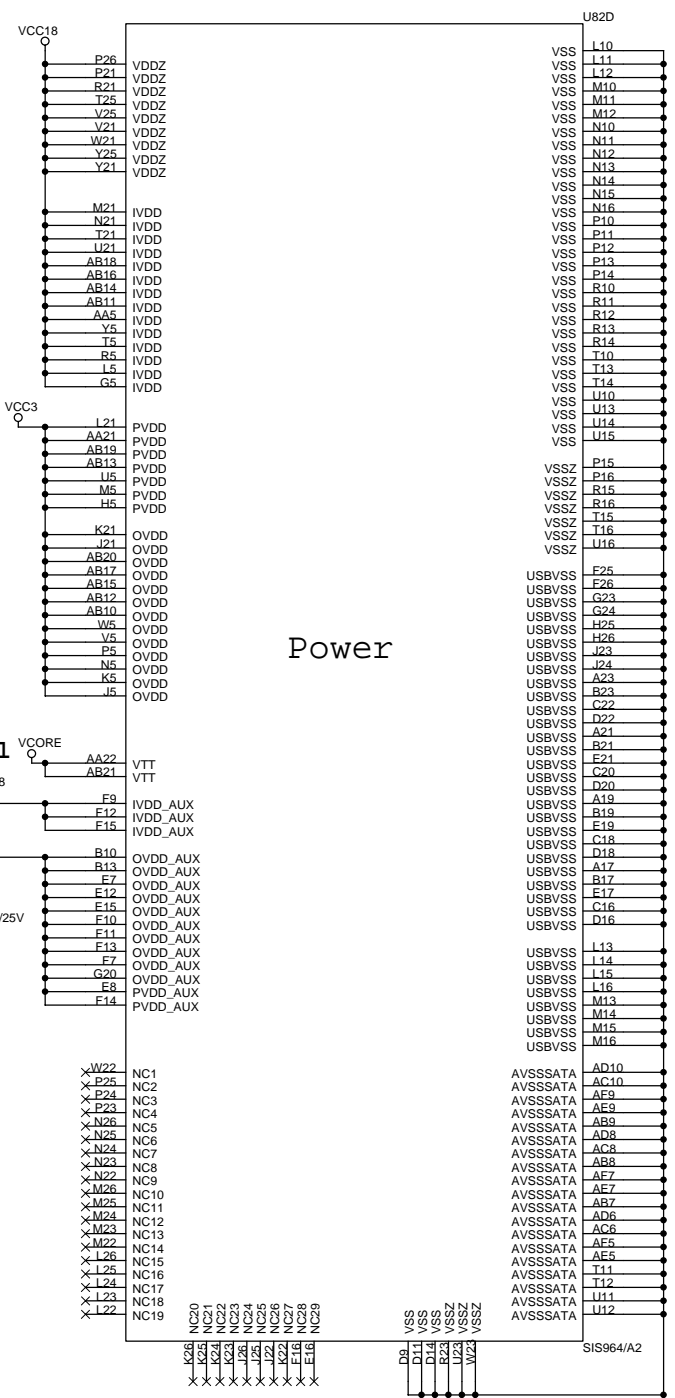 U82D
VCC18
P26 VDDZ
P21 VDDZ
R21 VDDZ
T25 VDDZ
V25 VDDZ
V21 VDDZ
W21 VDDZ
Y25 VDDZ
Y21 VDDZ
M21 IVDD
N21 IVDD
T21 IVDD
U21 IVDD
AB18 IVDD
AB16 IVDD
AB14 IVDD
AB11 IVDD
AA5 IVDD
Y5 IVDD
T5 IVDD
R5 IVDD
L5 IVDD
G5 IVDD
VCC3
L21 PVDD
AA21 PVDD
AB19 PVDD
AB13 PVDD
U5 PVDD
M5 PVDD
H5 PVDD
K21 OVDD
J21 OVDD
AB20 OVDD
AB17 OVDD
AB15 OVDD
AB12 OVDD
AB10 OVDD
W5 OVDD
V5 OVDD
P5 OVDD
N5 OVDD
K5 OVDD
J5 OVDD
1 VCORE
AA22 VTT
AB21 VTT
8
F9 IVDD_AUX
F12 IVDD_AUX
F15 IVDD_AUX
B10 OVDD_AUX
B13 OVDD_AUX
E7 OVDD_AUX
E12 OVDD_AUX
E15 OVDD_AUX
/25V
F10 OVDD_AUX
F11 OVDD_AUX
F13 OVDD_AUX
F7 OVDD_AUX
G20 OVDD_AUX
E8 PVDD_AUX
F14 PVDD_AUX
W22 NC1
P25 NC2
P24 NC3
P23 NC4
N26 NC5
N25 NC6
N24 NC7
N23 NC8
N22 NC9
M26 NC10
M25 NC11
M24 NC12
M23 NC13
M22 NC14
L26 NC15
L25 NC16
L24 NC17
L23 NC18
L22 NC19
Power
VSS L10
VSS L11
VSS L12
VSS M10
VSS M11
VSS M12
VSS N10
VSS N11
VSS N12
VSS N13
VSS N14
VSS N15
VSS N16
VSS P10
VSS P11
VSS P12
VSS P13
VSS P14
VSS R10
VSS R11
VSS R12
VSS R13
VSS R14
VSS T10
VSS T13
VSS T14
VSS U10
VSS U13
VSS U14
VSS U15
VSSZ P15
VSSZ P16
VSSZ R15
VSSZ R16
VSSZ T15
VSSZ T16
VSSZ U16
USBVSS F25
USBVSS F26
USBVSS G23
USBVSS G24
USBVSS H25
USBVSS H26
USBVSS J23
USBVSS J24
USBVSS A23
USBVSS B23
USBVSS C22
USBVSS D22
USBVSS A21
USBVSS B21
USBVSS E21
USBVSS C20
USBVSS D20
USBVSS A19
USBVSS B19
USBVSS E19
USBVSS C18
USBVSS D18
USBVSS A17
USBVSS B17
USBVSS E17
USBVSS C16
USBVSS D16
USBVSS L13
USBVSS L14
USBVSS L15
USBVSS L16
USBVSS M13
USBVSS M14
USBVSS M15
USBVSS M16
AVSSSATA AD10
AVSSSATA AC10
AVSSSATA AF9
AVSSSATA AE9
AVSSSATA AB9
AVSSSATA AD8
AVSSSATA AC8
AVSSSATA AB8
AVSSSATA AF7
AVSSSATA AE7
AVSSSATA AB7
AVSSSATA AD6
AVSSSATA AC6
AVSSSATA AF5
AVSSSATA AE5
AVSSSATA T11
AVSSSATA T12
AVSSSATA U11
AVSSSATA U12
K26 NC20
K25 NC21
K24 NC22
K23 NC23
J26 NC24
J25 NC25
J22 NC26
K22 NC27
F16 NC28
E16 NC29
D9 VSS
D11 VSS
D14 VSS
R23 VSSZ
U23 VSSZ
W23 VSSZ
SIS964/A2